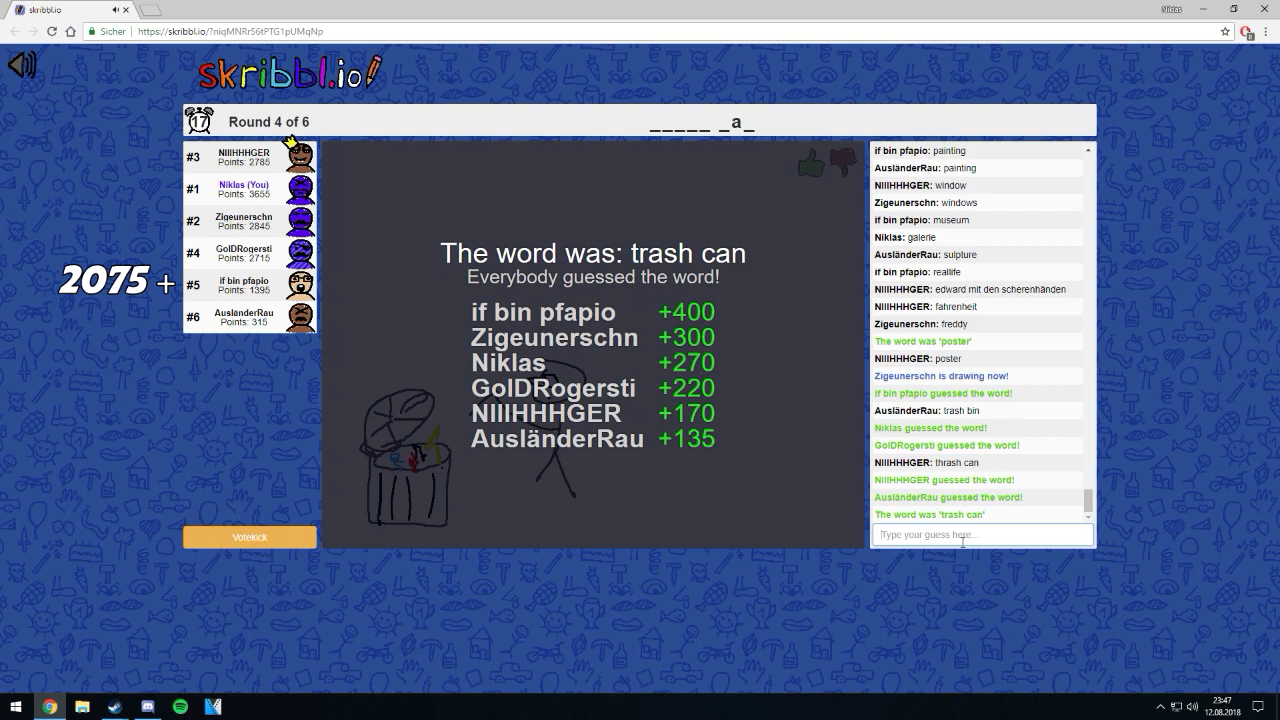 skribbl.io
Niklas
Sicher
https://skribbl.io/?niqMNRr56tPTG1pUMqNp
skribbl.io
17
Round 4 of 6
_____ _a_
#3
NIIIHHHGER
Points: 2785
#1
Niklas (You)
Points: 3655
#2
Zigeunerschn
Points: 2845
#4
GolDRogersti
Points: 2715
#5
if bin pfapio
Points: 1395
#6
AusländerRau
Points: 315
2075 +
Votekick
The word was: trash can
Everybody guessed the word!
if bin pfapio +400
Zigeunerschn +300
Niklas +270
GolDRogersti +220
NIIIHHHGER +170
AusländerRau +135
if bin pfapio: painting
AusländerRau: painting
NIIIHHHGER: window
Zigeunerschn: windows
if bin pfapio: museum
Niklas: galerie
AusländerRau: sulpture
if bin pfapio: reallife
NIIIHHHGER: edward mit den scherenhänden
NIIIHHHGER: fahrenheit
Zigeunerschn: freddy
The word was 'poster'
NIIIHHHGER: poster
Zigeunerschn is drawing now!
if bin pfapio guessed the word!
AusländerRau: trash bin
Niklas guessed the word!
GolDRogersti guessed the word!
NIIIHHHGER: thrash can
NIIIHHHGER guessed the word!
AusländerRau guessed the word!
The word was 'trash can'
Type your guess here...
23:47
12.08.2018